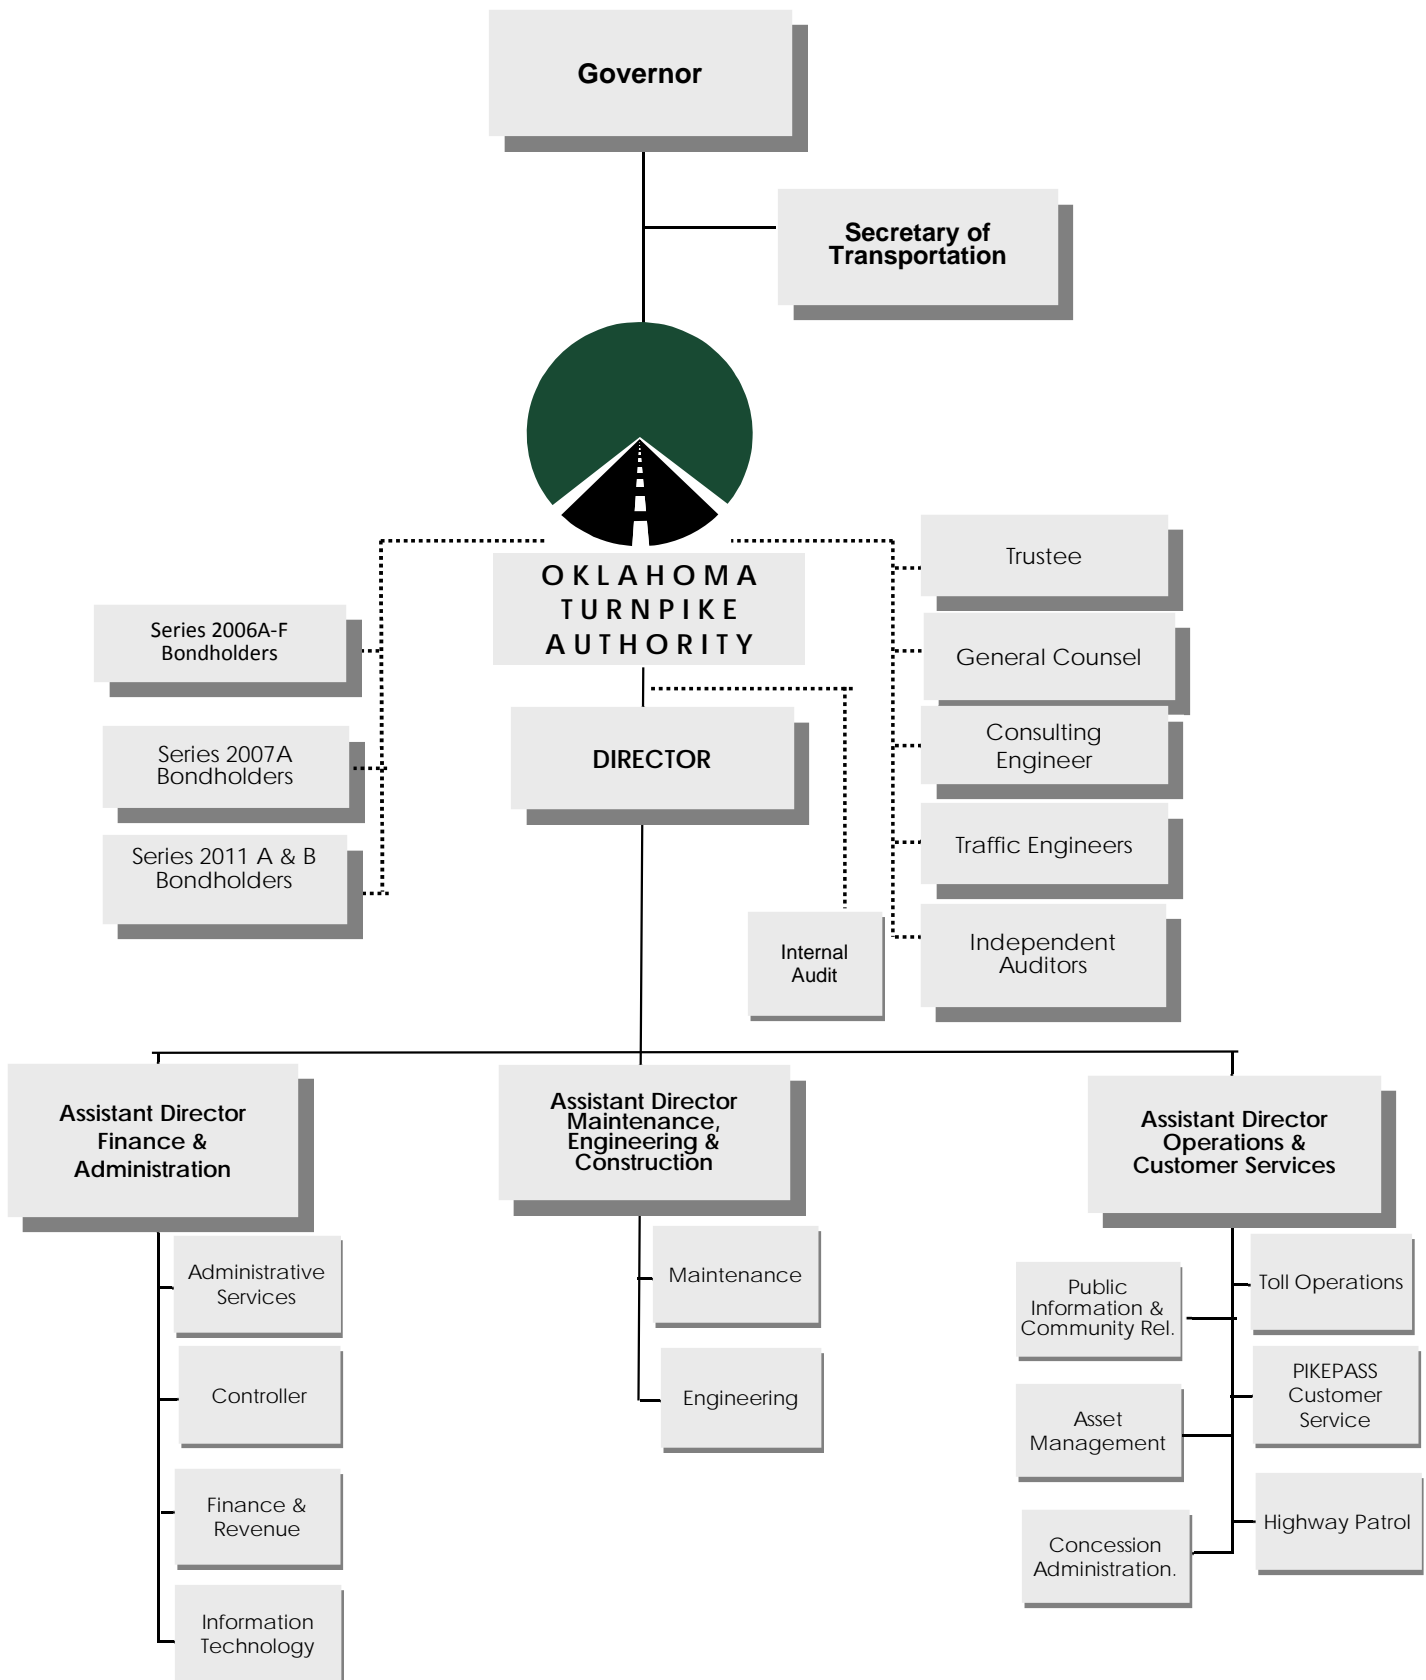 Governor
Secretary of
Transportation
OKLAHOMA
TURNPIKE
AUTHORITY
Series 2006A-F
Bondholders
Series 2007A
Bondholders
Series 2011 A & B
Bondholders
DIRECTOR
Trustee
General Counsel
Consulting
Engineer
Traffic Engineers
Independent
Auditors
Internal
Audit
Assistant Director
Finance &
Administration
Administrative
Services
Controller
Finance &
Revenue
Information
Technology
Assistant Director
Maintenance,
Engineering &
Construction
Maintenance
Engineering
Assistant Director
Operations &
Customer Services
Public
Information &
Community Rel.
Asset
Management
Concession
Administration.
Toll Operations
PIKEPASS
Customer
Service
Highway Patrol